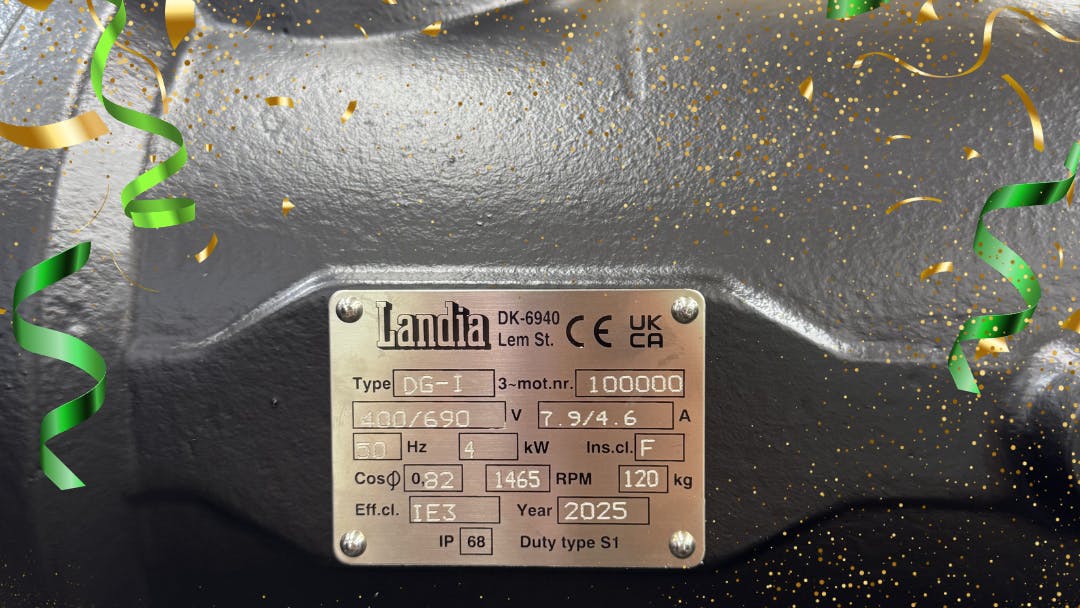 Landia DK-6940 CE UK
Lem St. CA
Type DG-I 3~mot.nr. 100000
400/690 V 7.9/4.6 A
50 Hz 4 kW Ins.cl. F
Cosϕ 0,82 1465 RPM 120 kg
Eff.cl. IE3 Year 2025
IP 68 Duty type S1